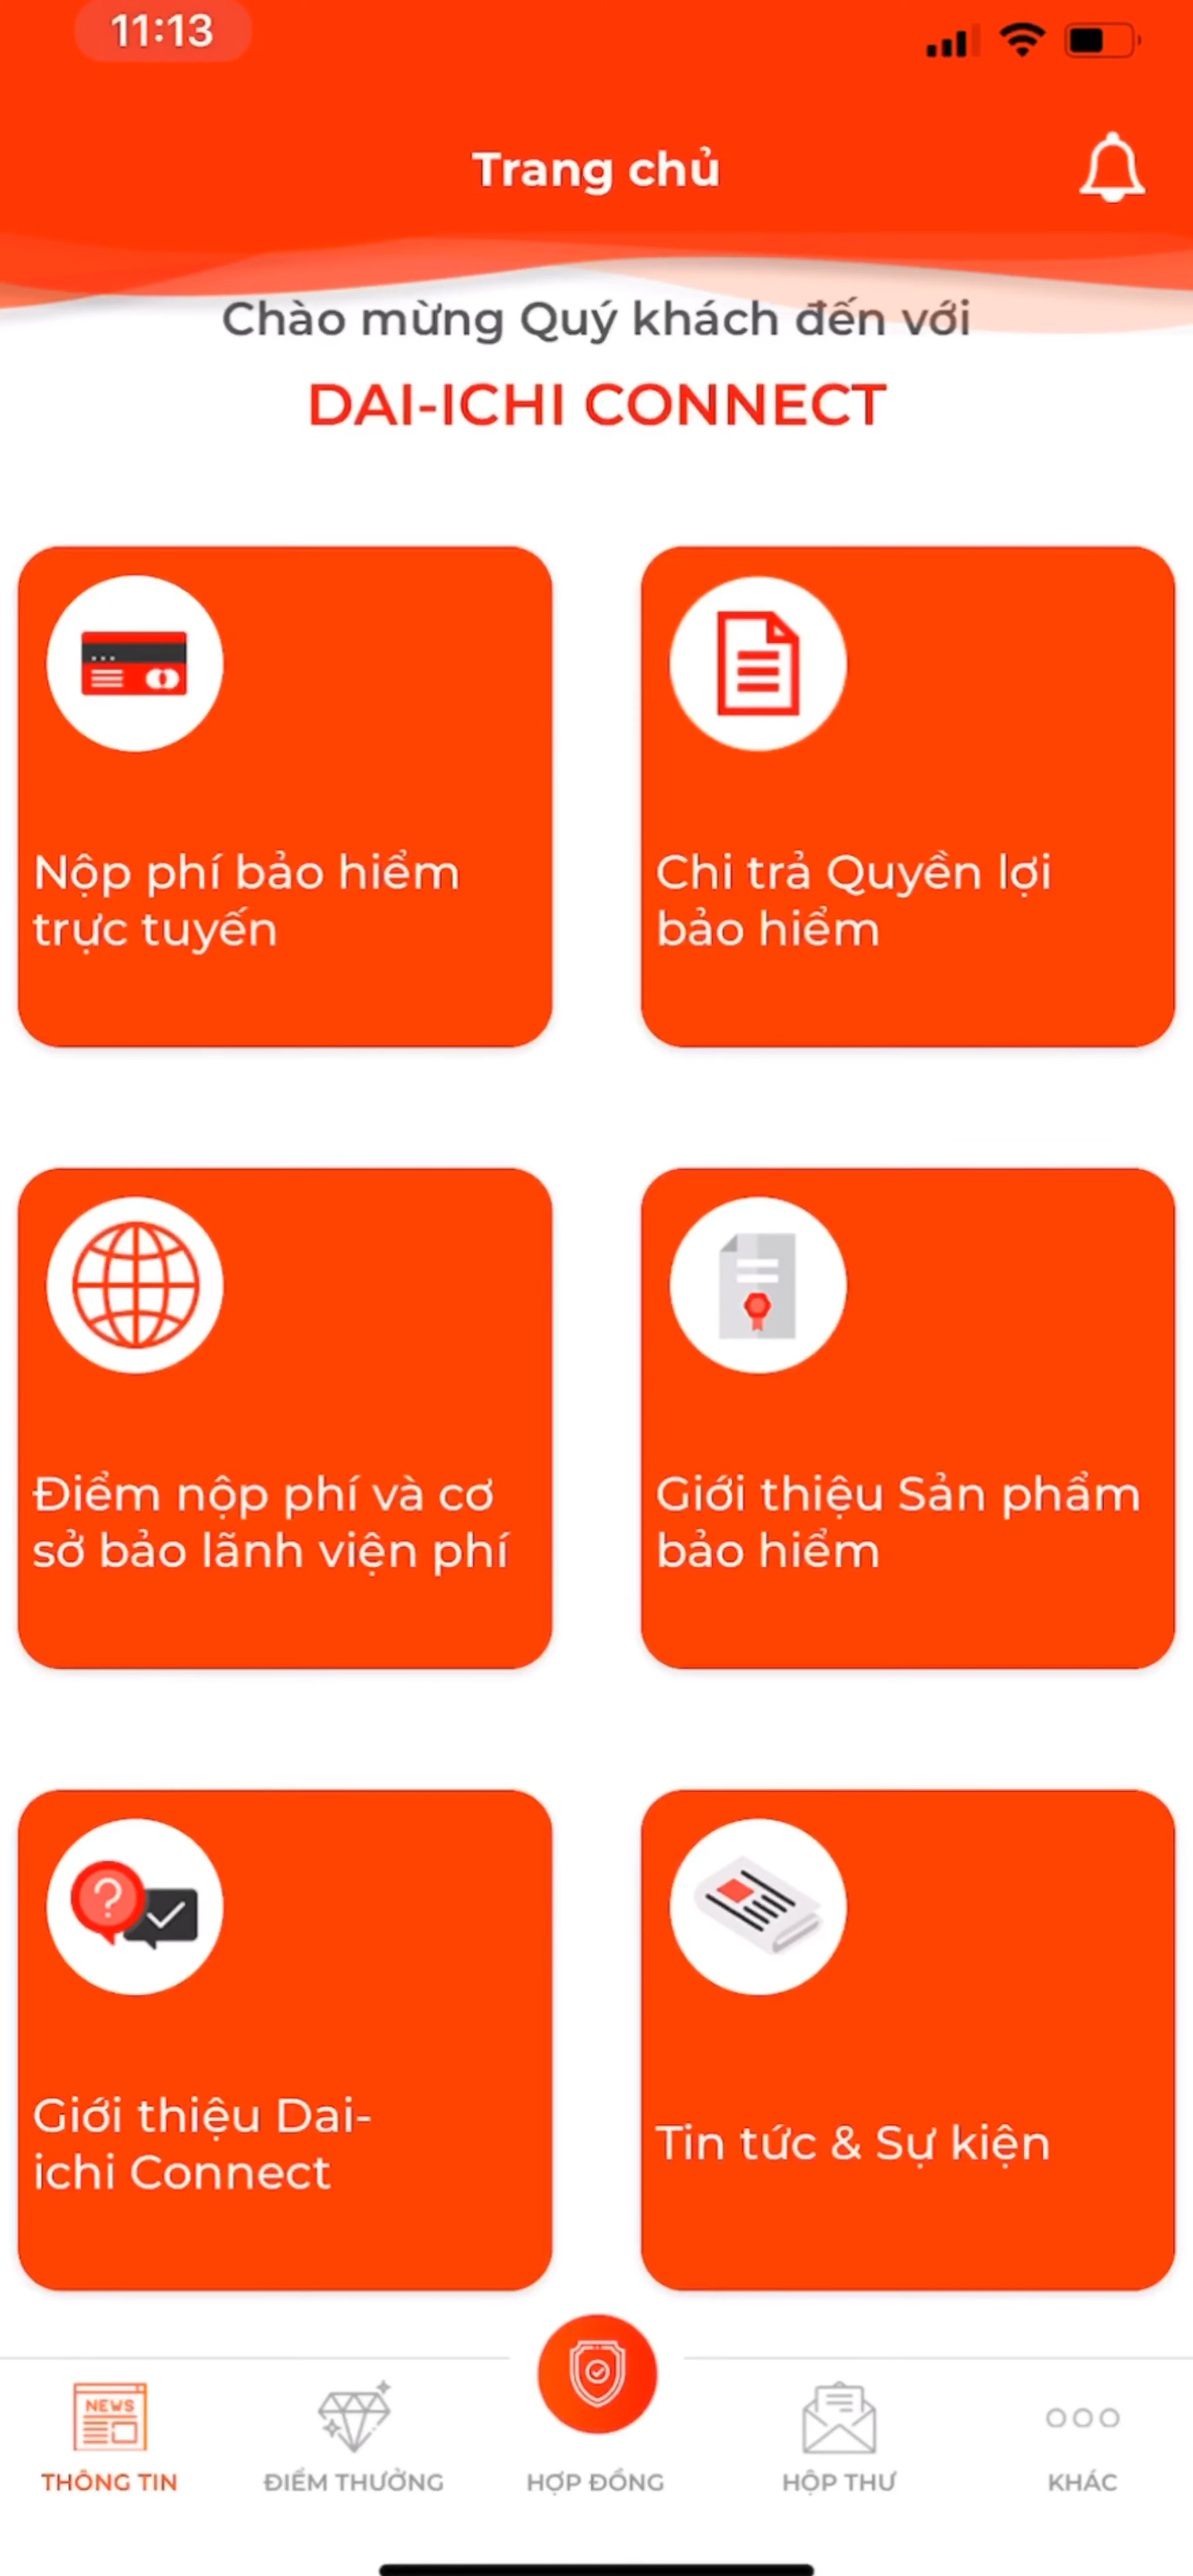 11:13
Trang chủ
Chào mừng Quý khách đến với
DAI-ICHI CONNECT
Nộp phí bảo hiểm
trực tuyến
Chi trả Quyền lợi
bảo hiểm
Điểm nộp phí và cơ
sở bảo lãnh viện phí
Giới thiệu Sản phẩm
bảo hiểm
Giới thiệu Dai-
ichi Connect
Tin tức & Sự kiện
NEWS
THÔNG TIN
ĐIỂM THƯỞNG
HỢP ĐỒNG
HỘP THƯ
KHÁC